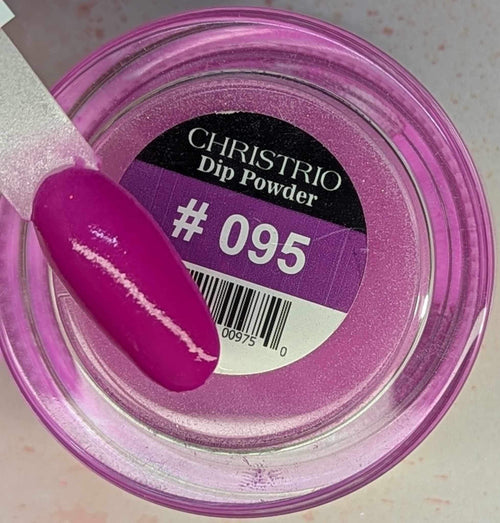 CHRISTRIO
Dip Powder
# 095
00975 0